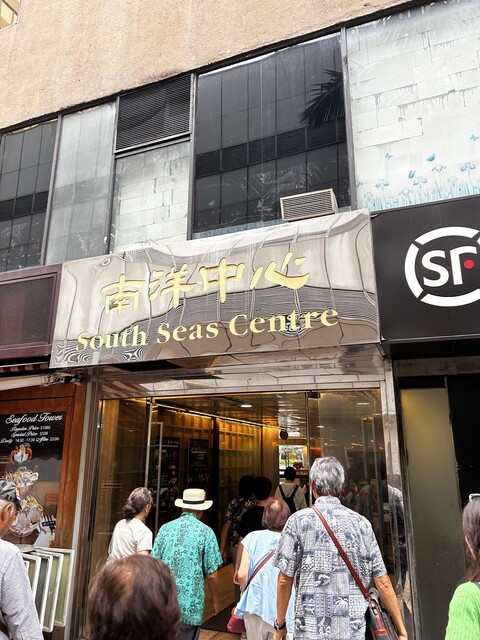 南洋中心
South Seas Centre
SF
Seafood Tower